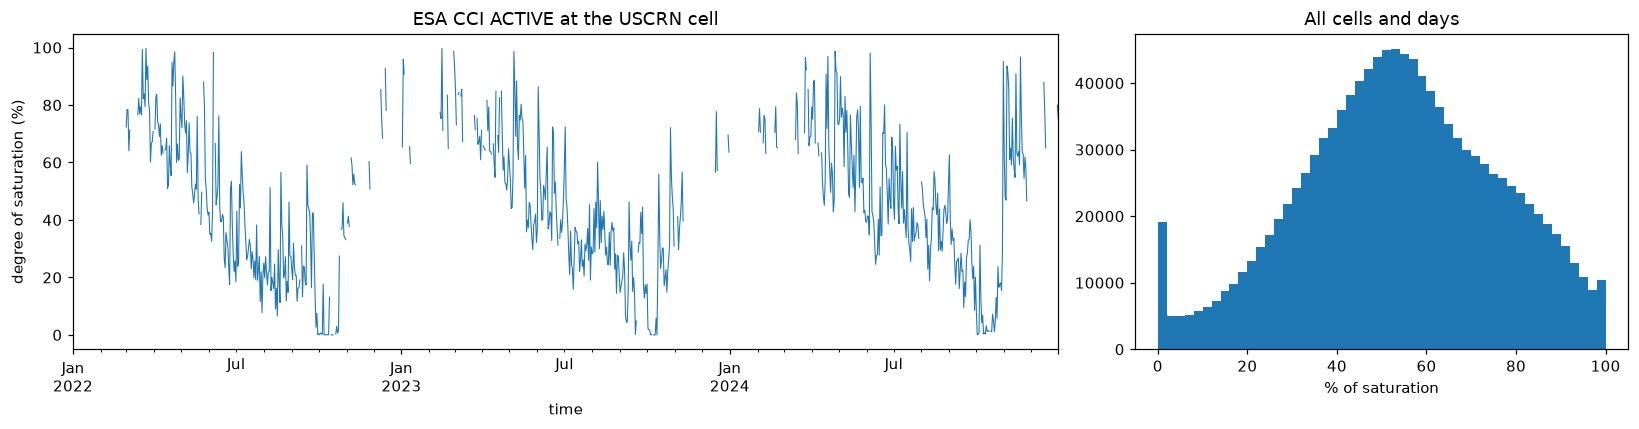 ESA CCI ACTIVE at the USCRN cell
degree of saturation (%)
100
80
60
40
20
0
Jan
2022
Jul
Jan
2023
Jul
Jan
2024
Jul
time
All cells and days
40000
30000
20000
10000
0
0 20 40 60 80 100
% of saturation